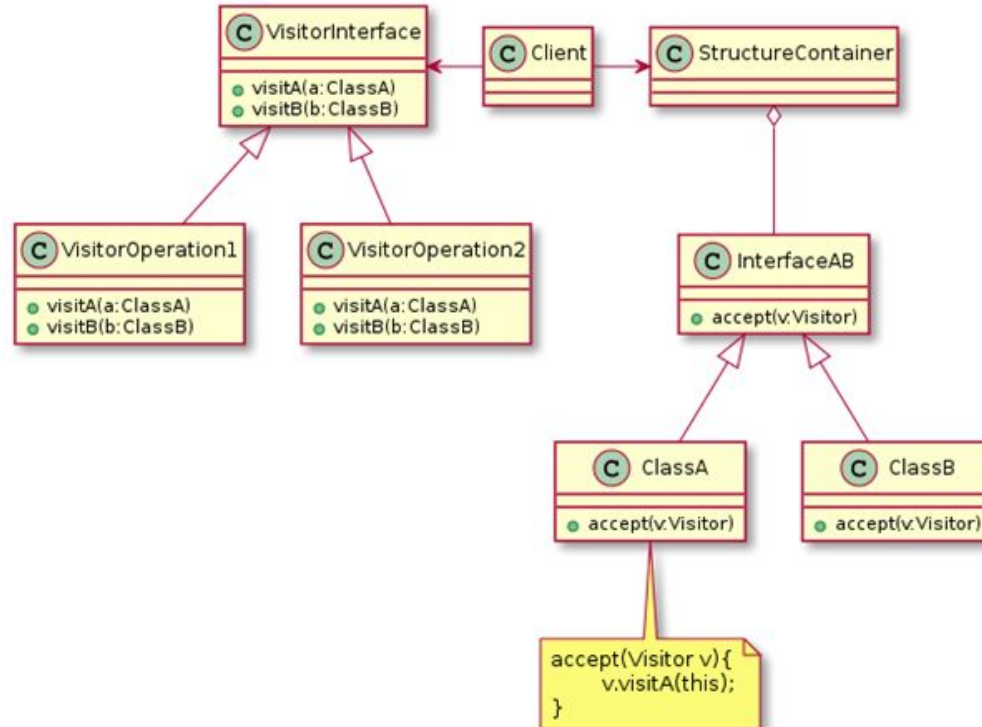 C VisitorInterface
visitA(a:ClassA)
visitB(b:ClassB)
C Client
C StructureContainer
C VisitorOperation1
visitA(a:ClassA)
visitB(b:ClassB)
C VisitorOperation2
visitA(a:ClassA)
visitB(b:ClassB)
C InterfaceAB
accept(v:Visitor)
C ClassA
accept(v:Visitor)
C ClassB
accept(v:Visitor)
accept(Visitor v){
v.visitA(this);
}